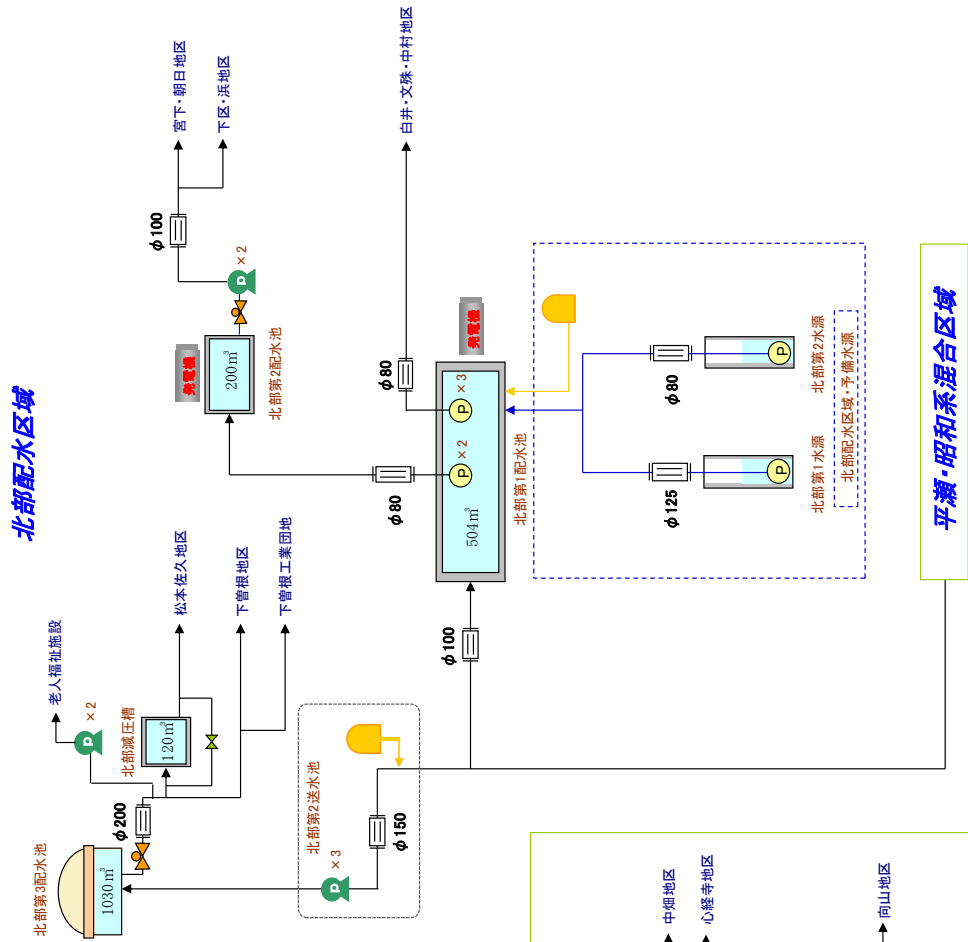 北部配水区域
宮下・朝日地区
下区・浜地区
φ100
P
×2
発電機
200m³
北部第2配水池
白井・文殊・中村地区
φ80
発電機
P
×3
P
×2
φ80
504m³
北部第1配水池
φ100
φ80
北部第2水源
P
φ125
北部第1水源
P
北部配水区域・予備水源
平瀬・昭和系混合区域
老人福祉施設
P
×2
北部減圧槽
120m³
松本佐久地区
下曽根地区
下曽根工業団地
φ200
北部第3配水池
1030m³
北部第2送水池
P
×3
φ150
中畑地区
心経寺地区
向山地区